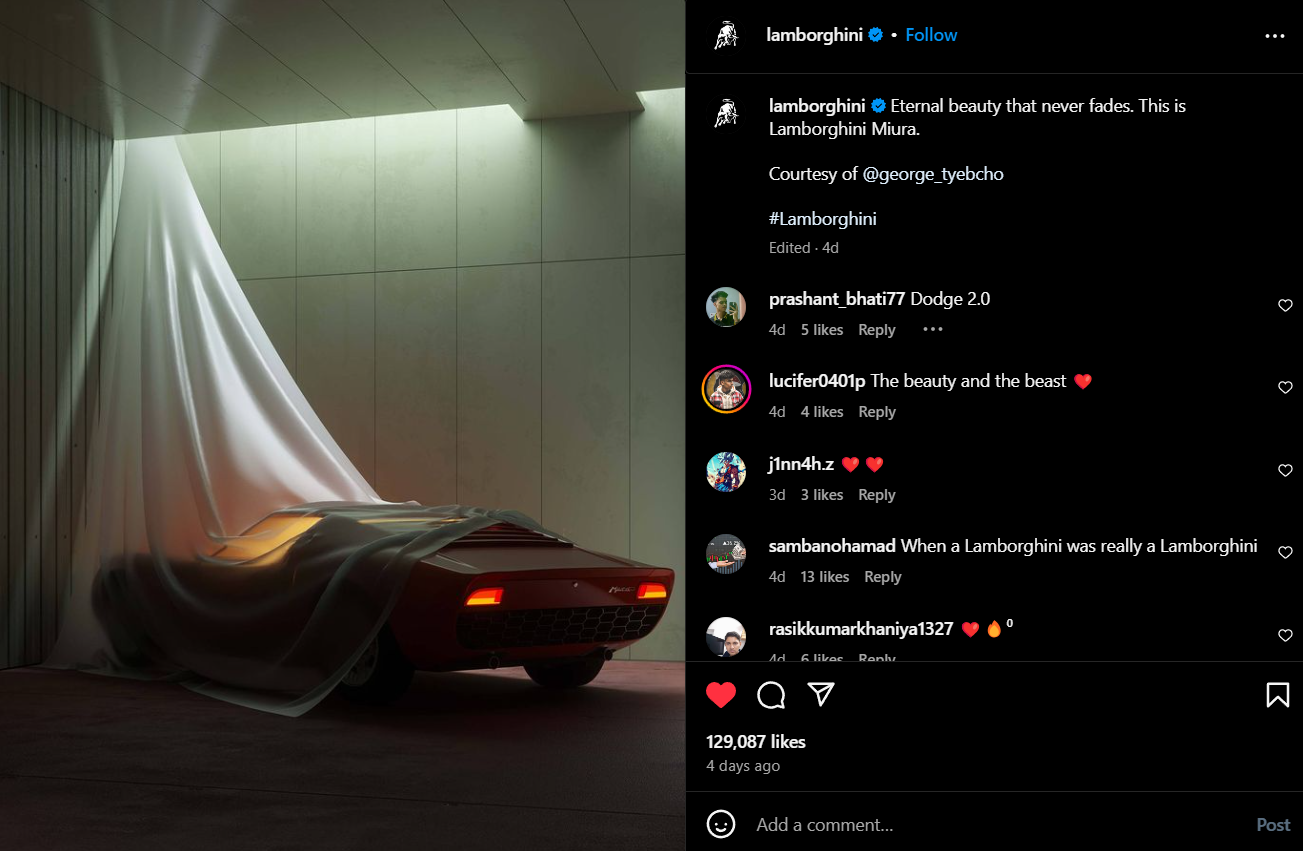 lamborghini • Follow
lamborghini Eternal beauty that never fades. This is
Lamborghini Miura.
Courtesy of @george_tyebcho
#Lamborghini
Edited · 4d
prashant_bhati77 Dodge 2.0
4d 5 likes Reply
lucifer0401p The beauty and the beast ❤️
4d 4 likes Reply
j1nn4h.z ❤️ ❤️
3d 3 likes Reply
sambanohamad When a Lamborghini was really a Lamborghini
4d 13 likes Reply
rasikkumarkhaniya1327 ❤️ 🔥 ⁰
4d 6 likes Reply
129,087 likes
4 days ago
Add a comment...
Post
Miura